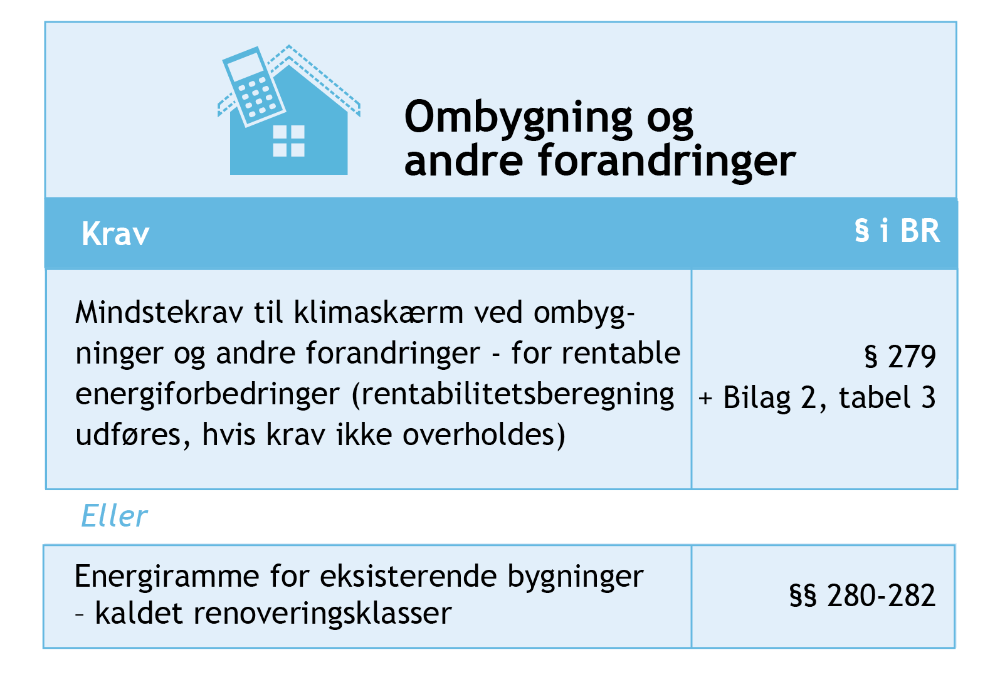 Ombygning og
andre forandringer
Krav
§ i BR
Mindstekrav til klimaskærm ved ombyg-
ninger og andre forandringer - for rentable
energiforbedringer (rentabilitetsberegning
udføres, hvis krav ikke overholdes)
§ 279
+ Bilag 2, tabel 3
Eller
Energiramme for eksisterende bygninger
– kaldet renoveringsklasser
§§ 280-282